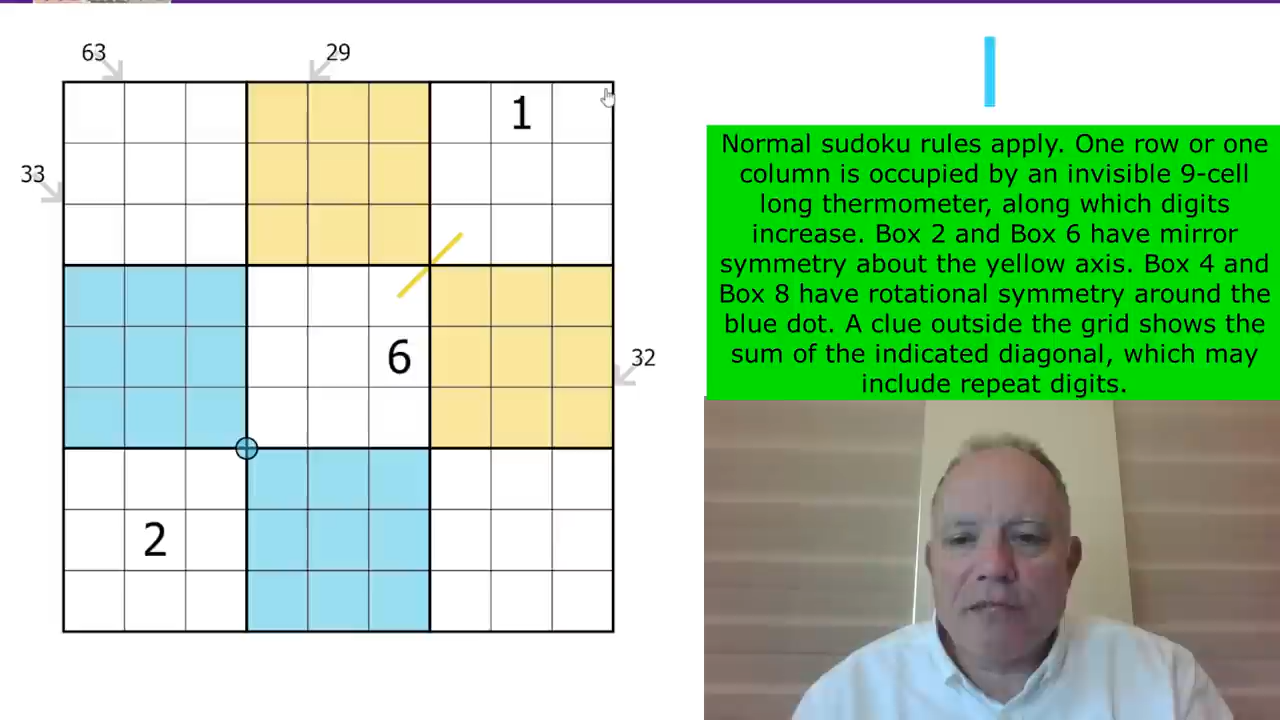 63
29
1
33
6
32
2
Normal sudoku rules apply. One row or one
column is occupied by an invisible 9-cell
long thermometer, along which digits
increase. Box 2 and Box 6 have mirror
symmetry about the yellow axis. Box 4 and
Box 8 have rotational symmetry around the
blue dot. A clue outside the grid shows the
sum of the indicated diagonal, which may
include repeat digits.